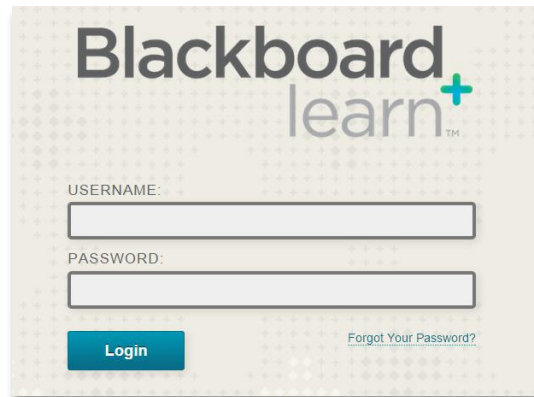 Blackboard
learn+™
USERNAME:
PASSWORD:
Login
Forgot Your Password?